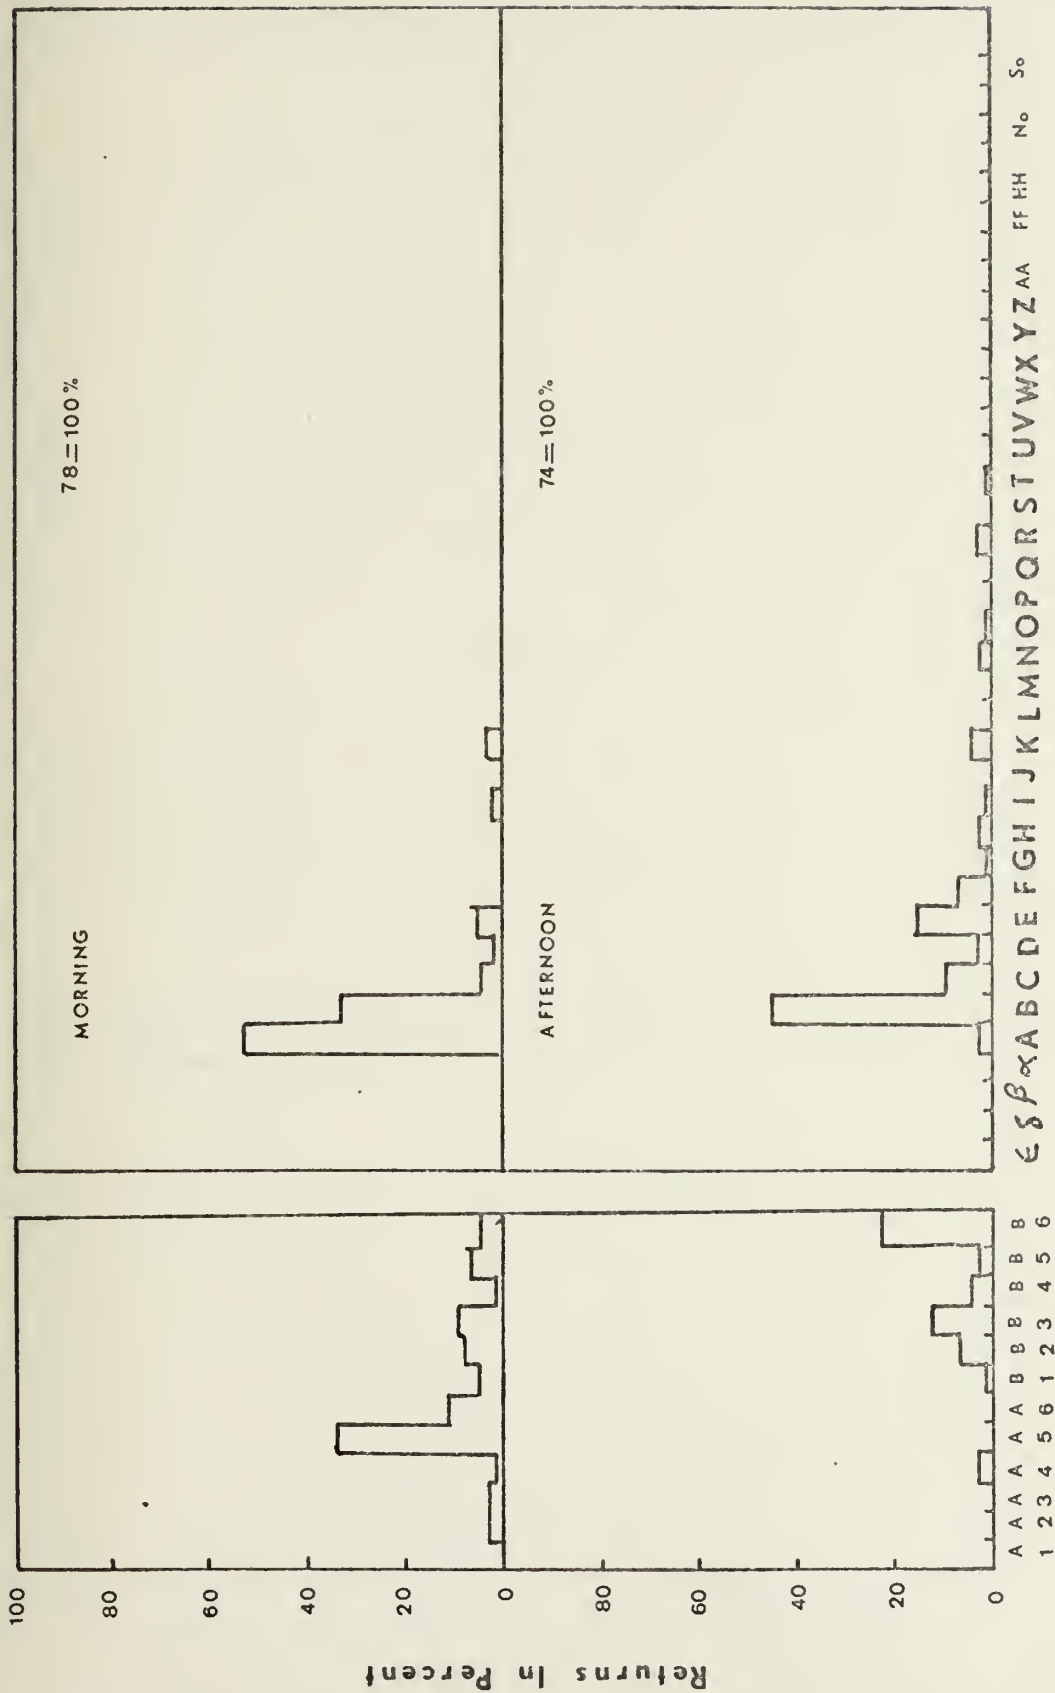 MORNING
78=100%
AFTERNOON
74=100%
100
80
60
40
20
0
80
60
40
20
0
Returns In Percent
A A A A A A B B B B B B
1 2 3 4 5 6 1 2 3 4 5 6
ϵ δ β α A B C D E F G H I J K L M N O P Q R S T U V W X Y Z AA FF HH No So